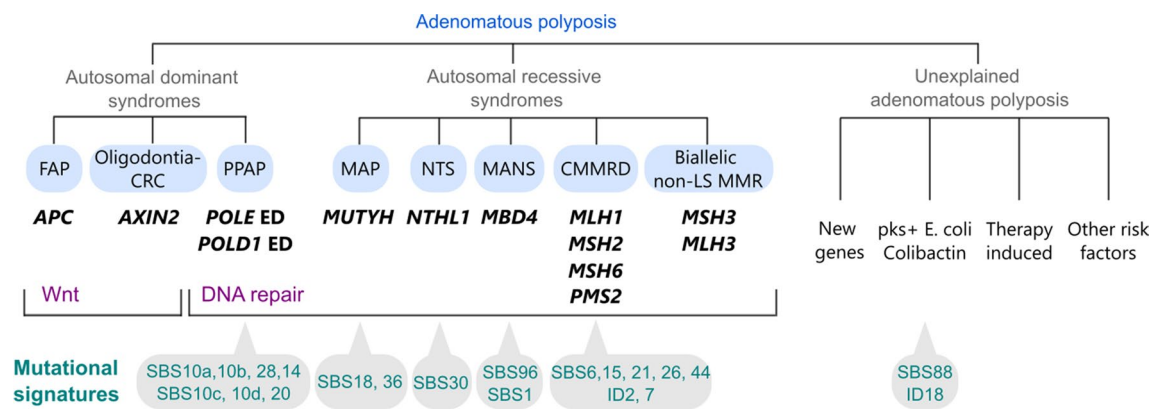 Adenomatous polyposis
Autosomal dominant
syndromes
Autosomal recessive
syndromes
Unexplained
adenomatous polyposis
FAP
Oligodontia-
CRC
PPAP
MAP
NTS
MANS
CMMRD
Biallelic
non-LS MMR
APC
AXIN2
POLE ED
POLD1 ED
MUTYH
NTHL1
MBD4
MLH1
MSH2
MSH6
PMS2
MSH3
MLH3
New
genes
pks+ E. coli
Colibactin
Therapy
induced
Other risk
factors
Wnt
DNA repair
Mutational
signatures
SBS10a,10b, 28,14
SBS10c, 10d, 20
SBS18, 36
SBS30
SBS96
SBS1
SBS6,15, 21, 26, 44
ID2, 7
SBS88
ID18